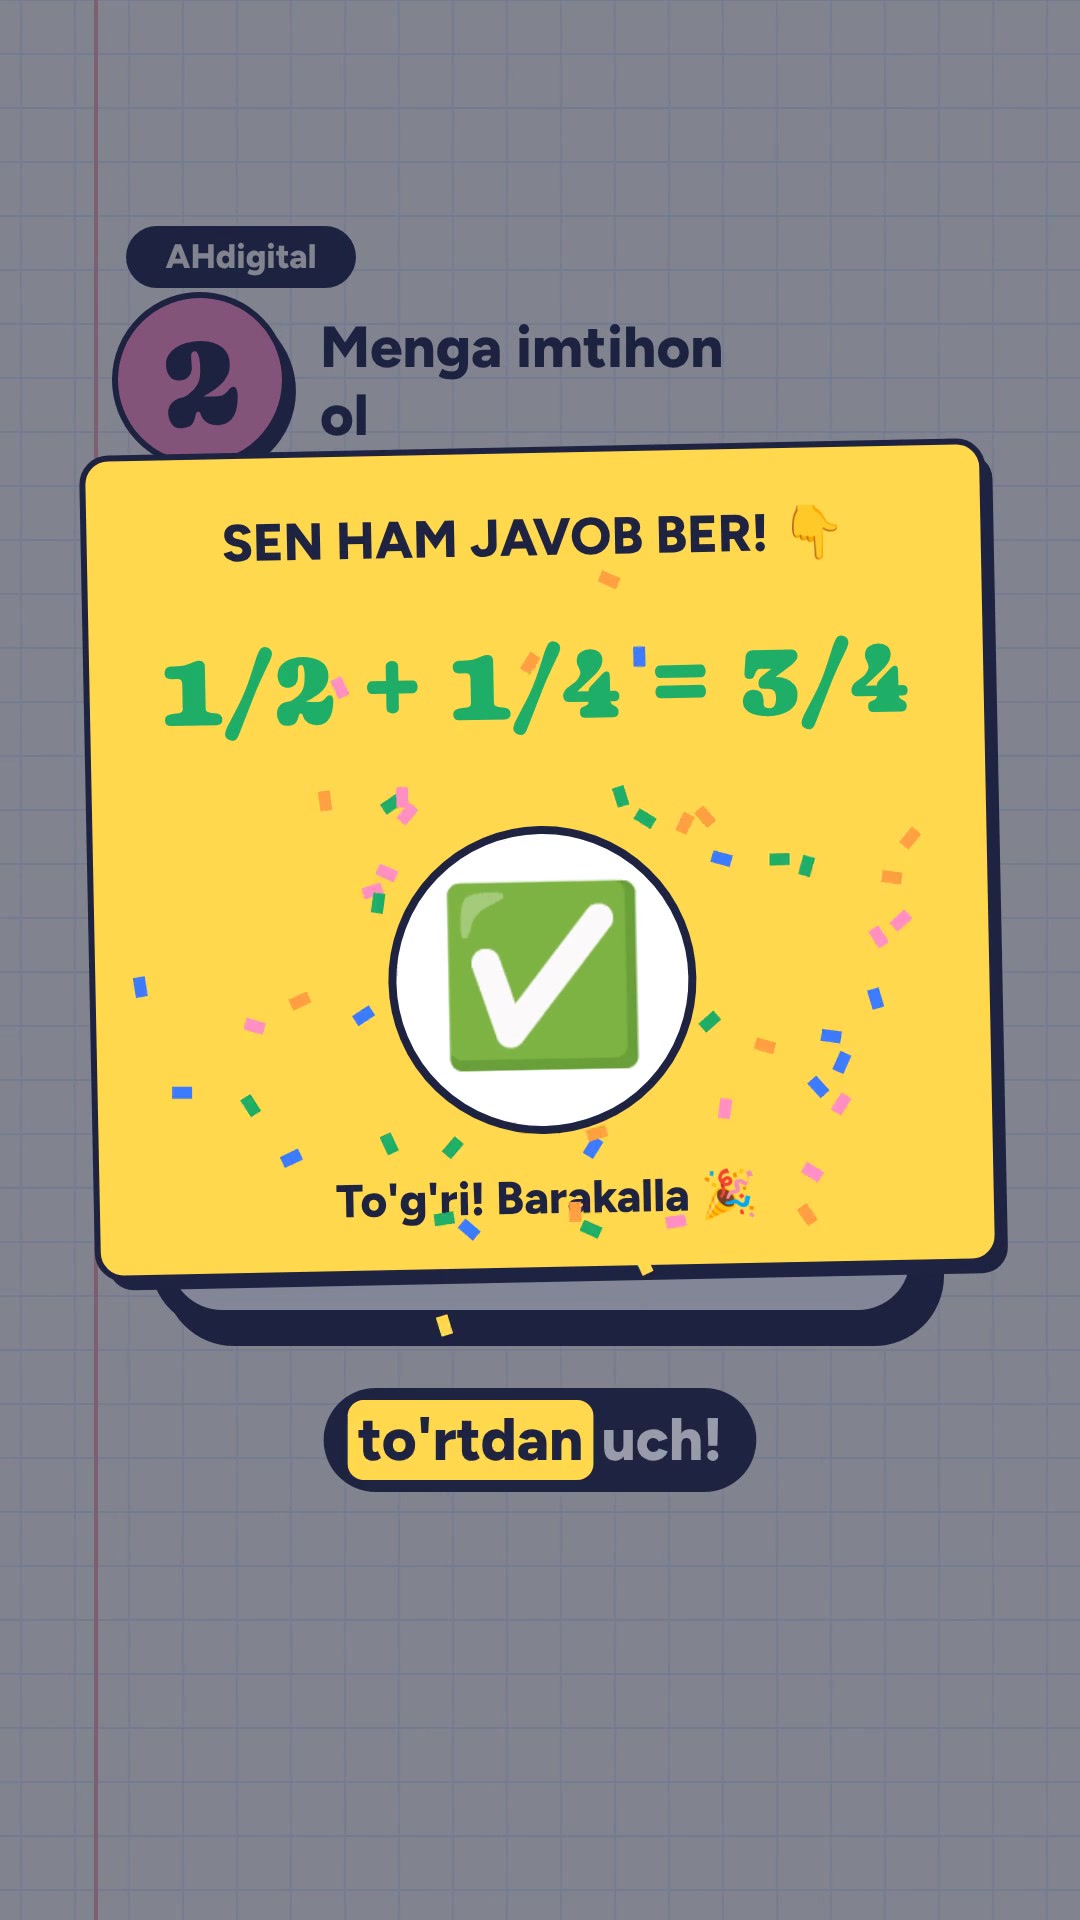 AHdigital
2
Menga imtihon
ol
SEN HAM JAVOB BER! 👇
1/2 + 1/4 = 3/4
To'g'ri! Barakalla 🎉
to'rtdan uch!